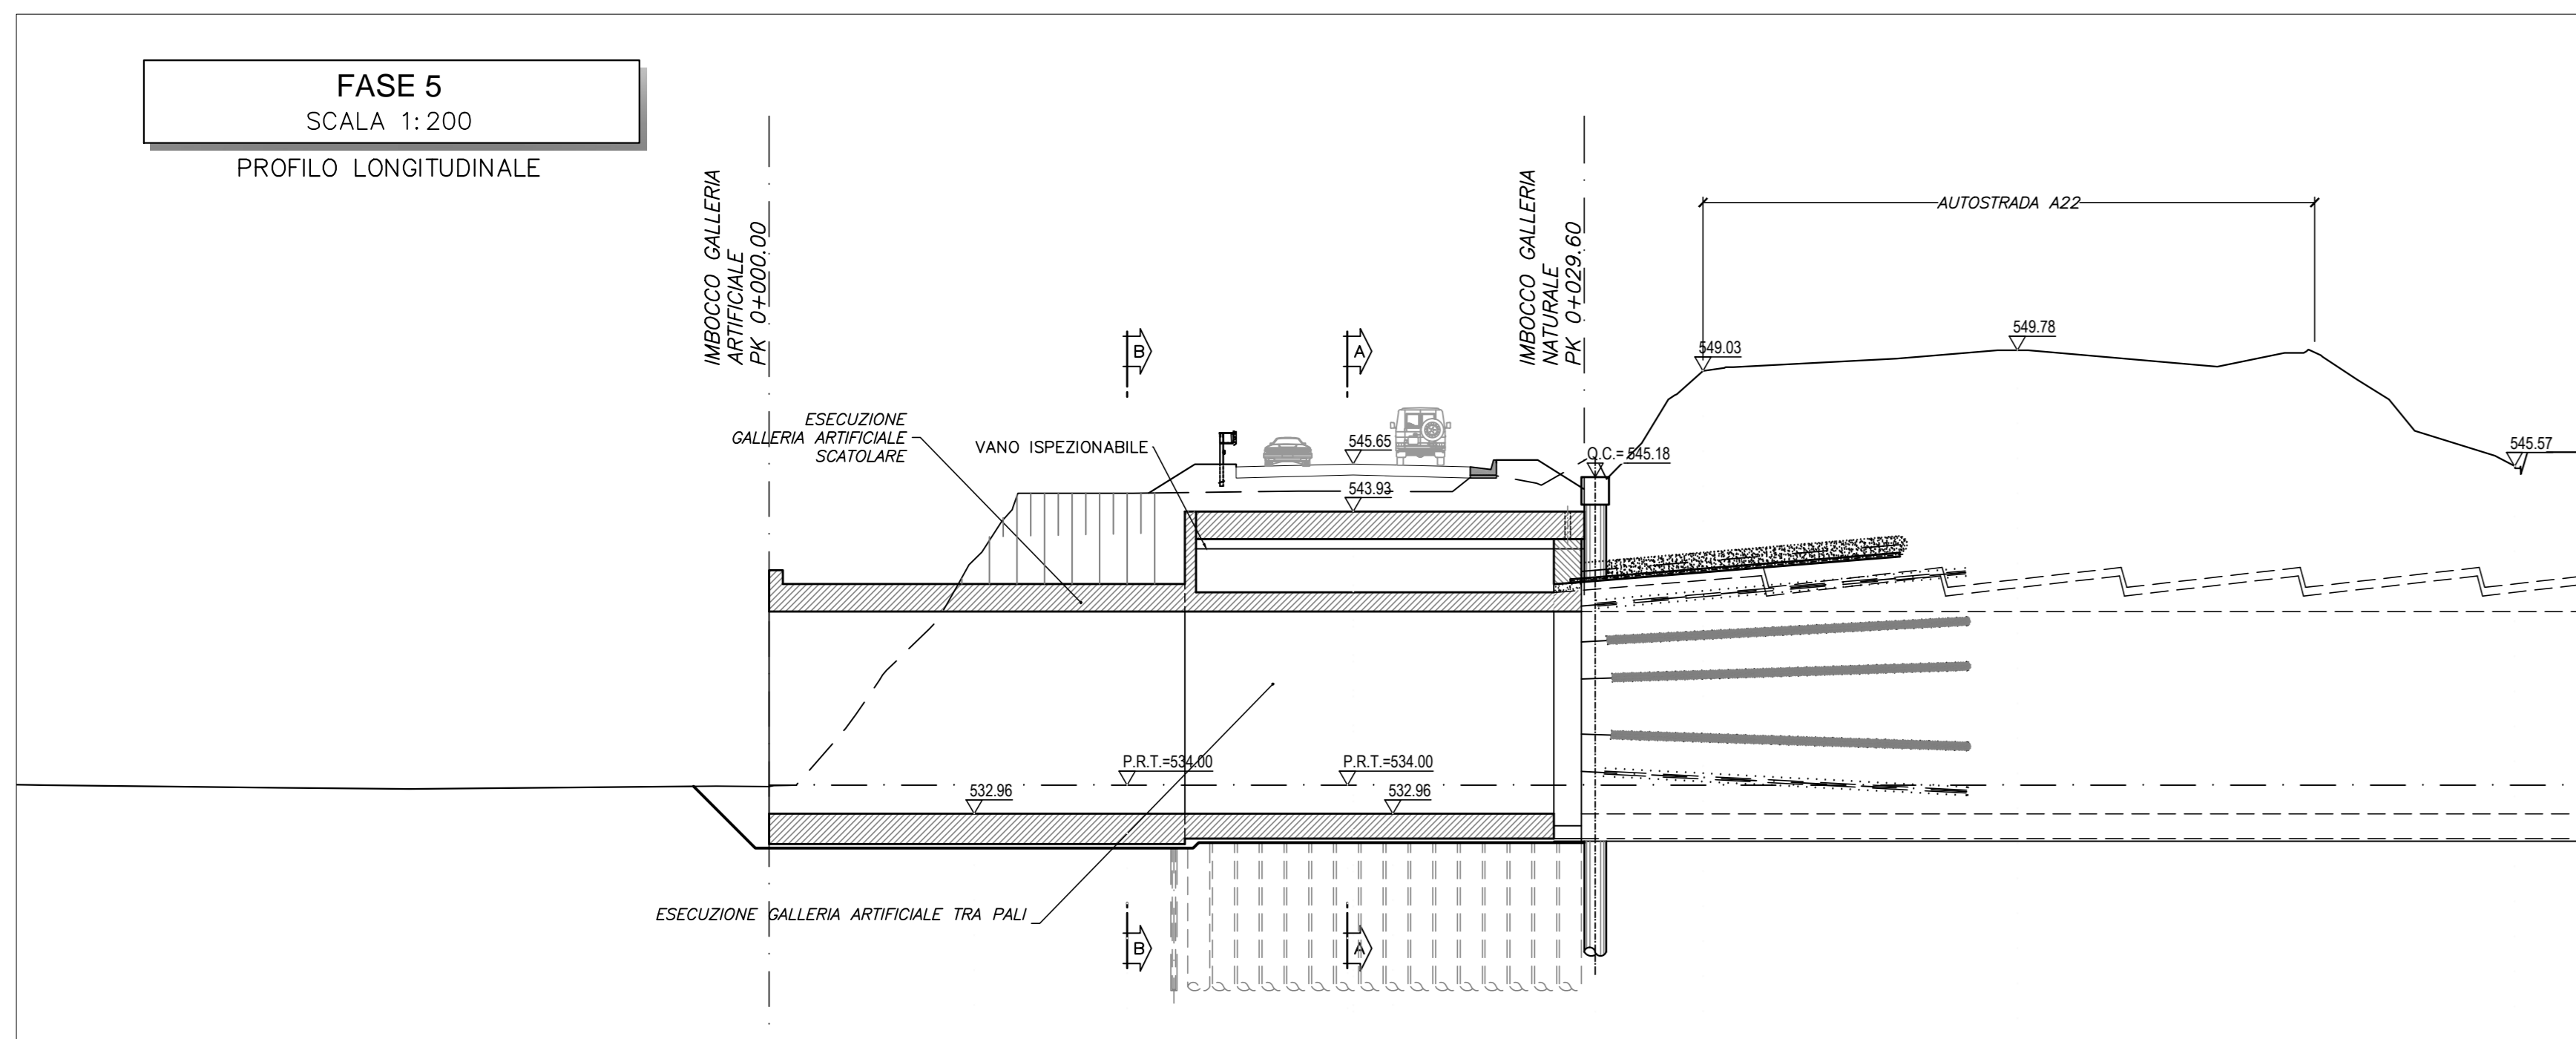 FASE 5
SCALA 1:200
PROFILO LONGITUDINALE
IMBOCCO GALLERIA
ARTIFICIALE
PK 0+000.00
IMBOCCO GALLERIA
NATURALE
PK 0+029.60
AUTOSTRADA A22
549.03
549.78
B
A
ESECUZIONE
GALLERIA ARTIFICIALE
SCATOLARE
VANO ISPEZIONABILE
545.65
Q.C.= 545.18
545.57
543.93
P.R.T.=534.00
P.R.T.=534.00
532.96
532.96
ESECUZIONE GALLERIA ARTIFICIALE TRA PALI
B
A